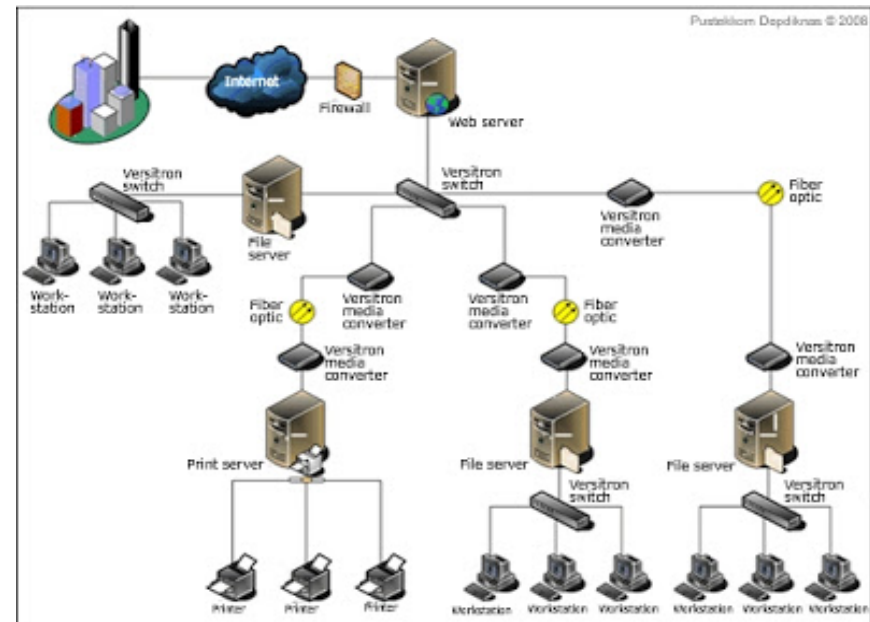 Pustekkom Depdiknas © 2008
Internet
Firewall
Web server
Versitron
switch
Versitron
switch
Fiber
optic
Versitron
media
converter
File
server
Work-
station
Work-
station
Work-
station
Fiber
optic
Versitron
media
converter
Versitron
media
converter
Fiber
optic
Versitron
media
converter
Versitron
media
converter
Versitron
media
converter
Print server
File server
File server
Versitron
switch
Versitron
switch
Printer
Printer
Printer
Workstation
Workstation
Workstation
Workstation
Workstation
Workstation